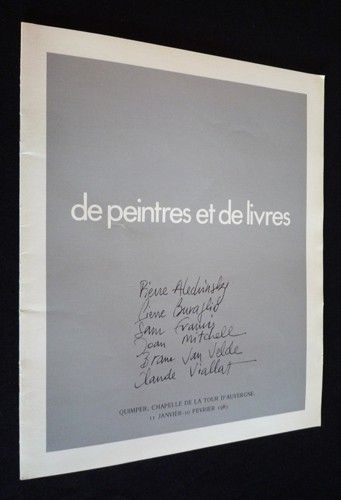 de peintres et de livres
Pierre Alechinsky
Pierre Buraglio
Sam Francis
Joan Mitchell
Bram Van Velde
Claude Viallat
QUIMPER, CHAPELLE DE LA TOUR D'AUVERGNE
11 JANVIER-10 FÉVRIER 1985